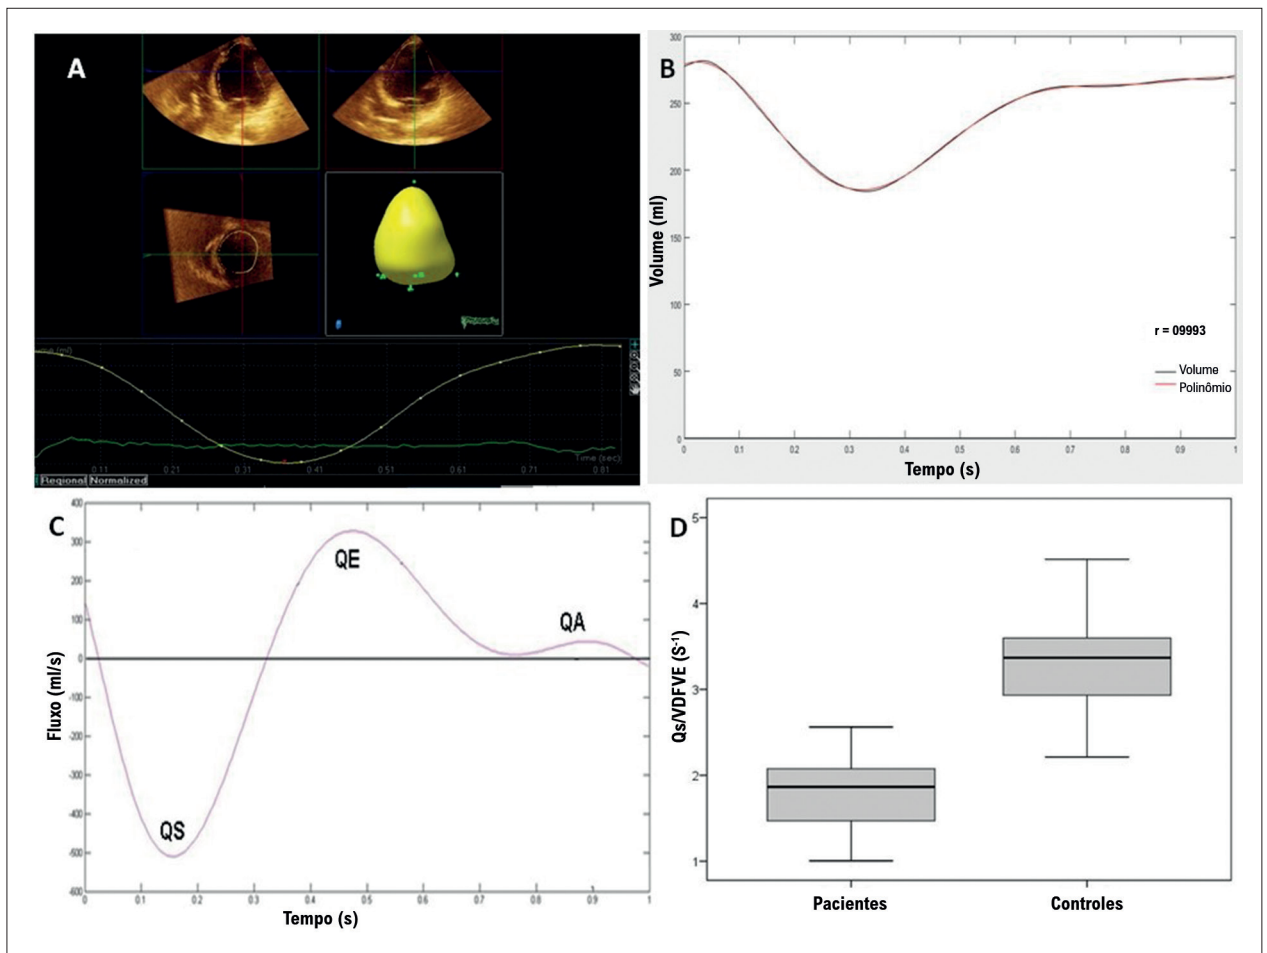 A
Time (sec)
0.11 0.21 0.31 0.41 0.51 0.61 0.71 0.81
Regional Normalized
B
300
250
200
150
100
50
0
Volume (ml)
r = 09993
Volume
Polinômio
0 0.1 0.2 0.3 0.4 0.5 0.6 0.7 0.8 0.9 1
Tempo (s)
C
400
300
200
100
0
-100
-200
-300
-400
-500
-600
Fluxo (ml/s)
QE
QA
QS
0 0.1 0.2 0.3 0.4 0.5 0.6 0.7 0.8 0.9 1
Tempo (s)
D
5
4
3
2
1
Qs/VDFVE (S-1)
Pacientes Controles